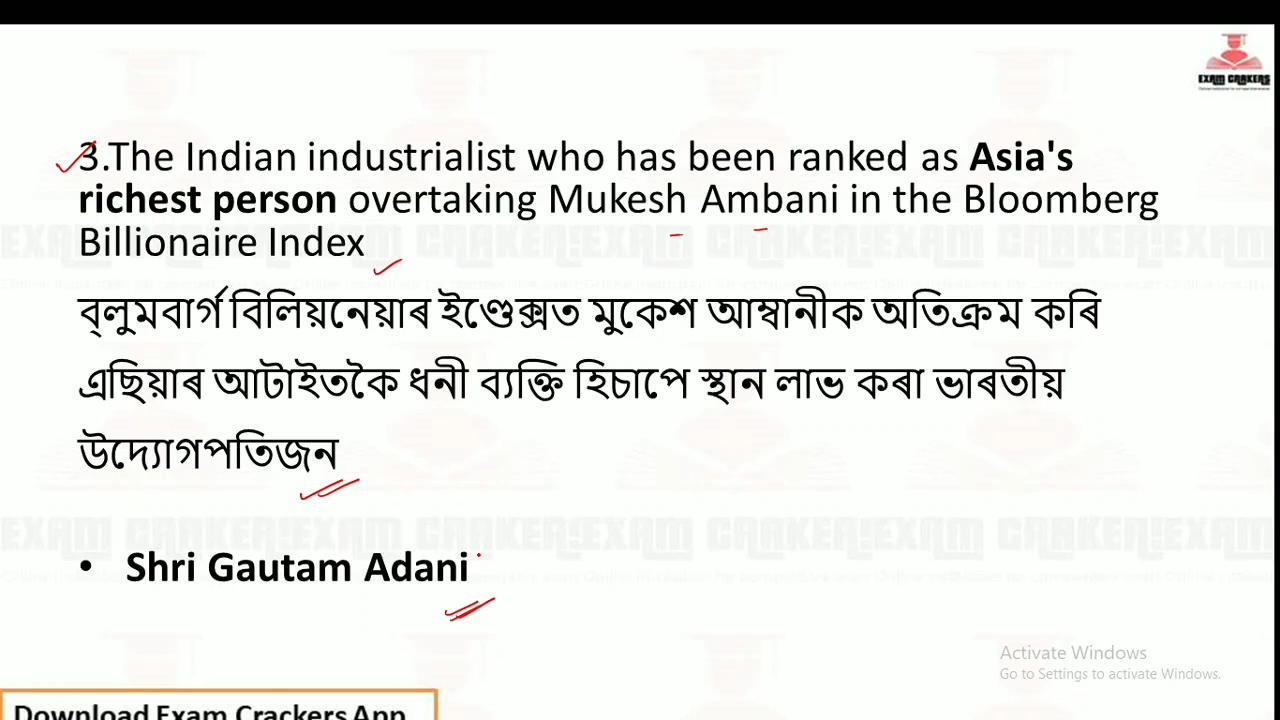 EXAM CRAKERS
3.The Indian industrialist who has been ranked as Asia's
richest person overtaking Mukesh Ambani in the Bloomberg
Billionaire Index
ব্লুমবাৰ্গ বিলিয়নেয়াৰ ইণ্ডেক্সত মুকেশ আম্বানীক অতিক্ৰম কৰি
এছিয়াৰ আটাইতকৈ ধনী ব্যক্তি হিচাপে স্থান লাভ কৰা ভাৰতীয়
উদ্যোগপতিজন
• Shri Gautam Adani
Activate Windows
Go to Settings to activate Windows.
Download Exam Crackers App